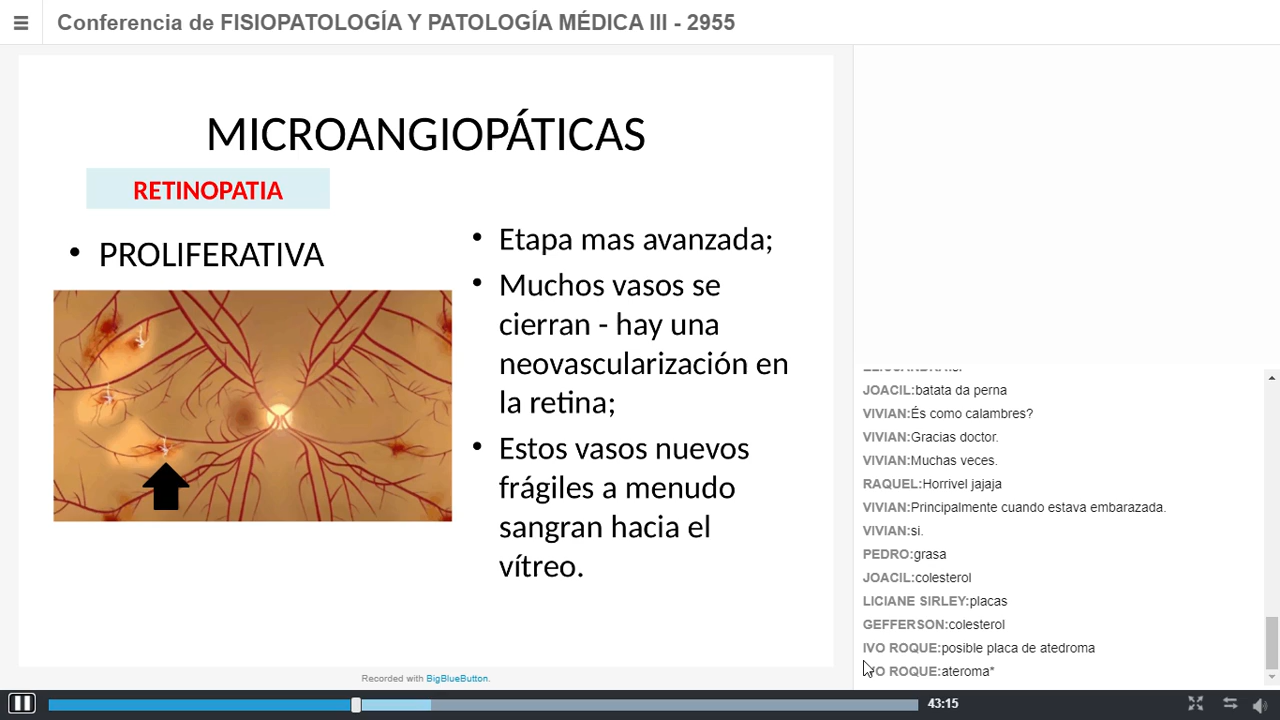 Conferencia de FISIOPATOLOGÍA Y PATOLOGÍA MÉDICA III - 2955
MICROANGIOPÁTICAS
RETINOPATIA
• PROLIFERATIVA
• Etapa mas avanzada;
• Muchos vasos se
cierran - hay una
neovascularización en
la retina;
• Estos vasos nuevos
frágiles a menudo
sangran hacia el
vítreo.
Recorded with BigBlueButton.
JOACIL:batata da perna
VIVIAN:És como calambres?
VIVIAN:Gracias doctor.
VIVIAN:Muchas veces.
RAQUEL:Horrivel jajaja
VIVIAN:Principalmente cuando estava embarazada.
VIVIAN:si.
PEDRO:grasa
JOACIL:colesterol
LICIANE SIRLEY:placas
GEFFERSON:colesterol
IVO ROQUE:posible placa de atedroma
IVO ROQUE:ateroma*
43:15